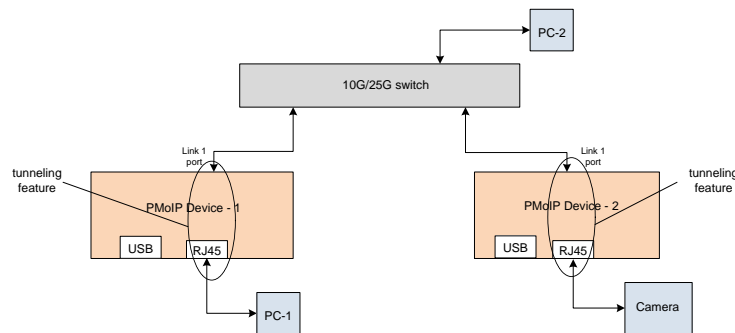 PC-2
10G/25G switch
Link 1
port
Link 1
port
tunneling
feature
tunneling
feature
PMoIP Device - 1
PMoIP Device - 2
USB
RJ45
USB
RJ45
PC-1
Camera